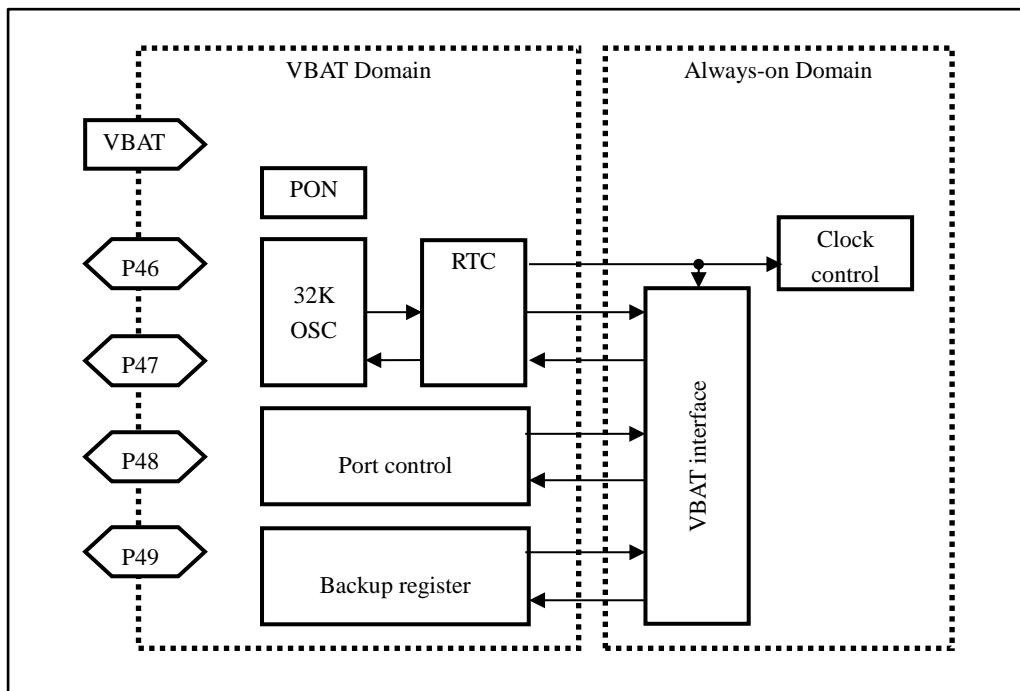 VBAT Domain
Always-on Domain
VBAT
PON
P46
32K
OSC
RTC
Clock
control
P47
P48
Port control
VBAT interface
P49
Backup register